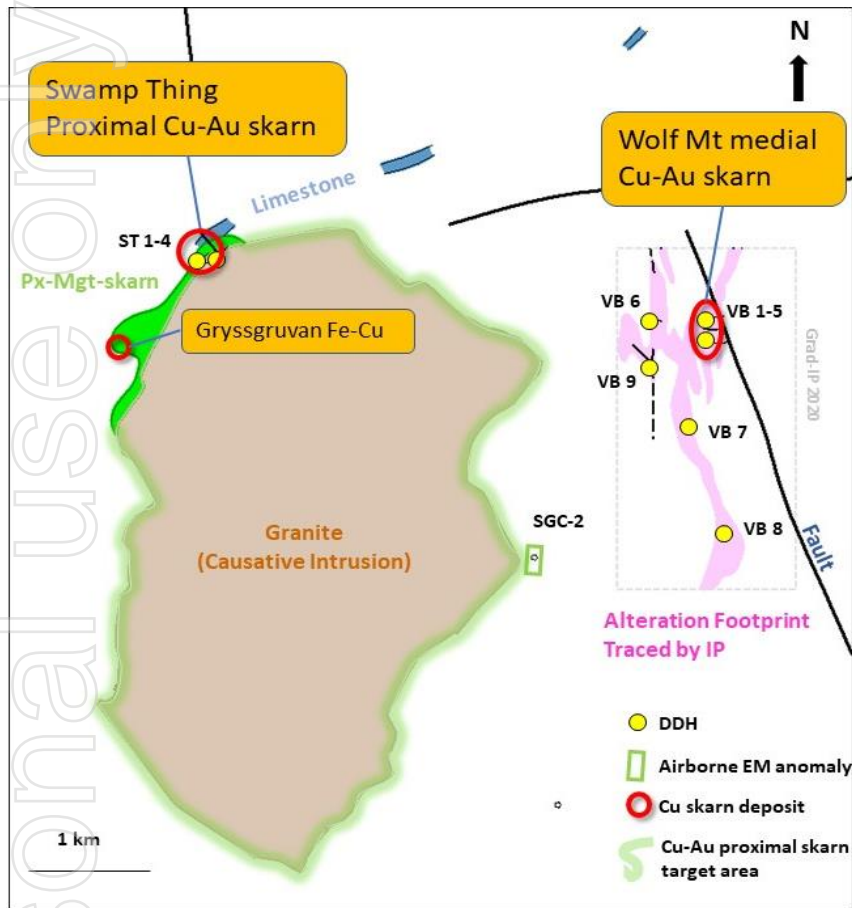 Swamp Thing
Proximal Cu-Au skarn
N
Wolf Mt medial
Cu-Au skarn
Limestone
ST 1-4
Px-Mgt-skarn
Gryssgruvan Fe-Cu
VB 6
VB 1-5
VB 9
Grad-IP 2020
VB 7
SGC-2
VB 8
Granite
(Causative Intrusion)
Fault
Alteration Footprint
Traced by IP
DDH
Airborne EM anomaly
Cu skarn deposit
Cu-Au proximal skarn
target area
1 km
sonal use only